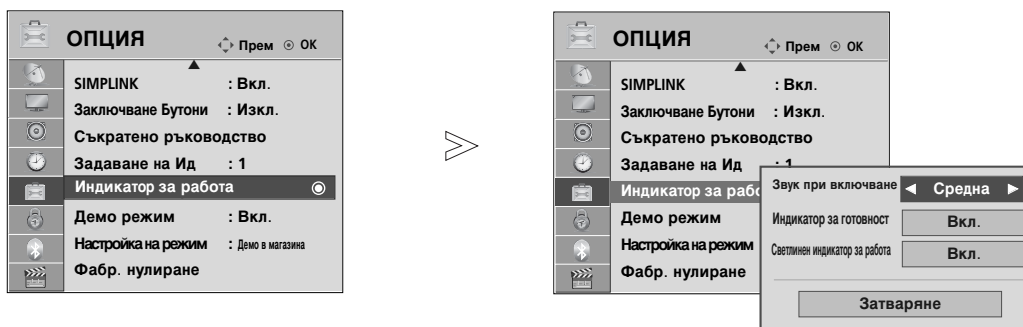 ОПЦИЯ Прем ОК
SIMPLINK : Вкл.
Заключване Бутони : Изкл.
Съкратено ръководство
Задаване на Ид : 1
Индикатор за работа
Демо режим : Вкл.
Настройка на режим : Демо в магазина
Фабр. нулиране
ОПЦИЯ Прем ОК
SIMPLINK : Вкл.
Заключване Бутони : Изкл.
Съкратено ръководство
Задаване на Ид : 1
Индикатор за рабо
Демо режим
Настройка на режим
Фабр. нулиране
Звук при включване ◀ Средна ▶
Индикатор за готовност Вкл.
Светлинен индикатор за работа Вкл.
Затваряне